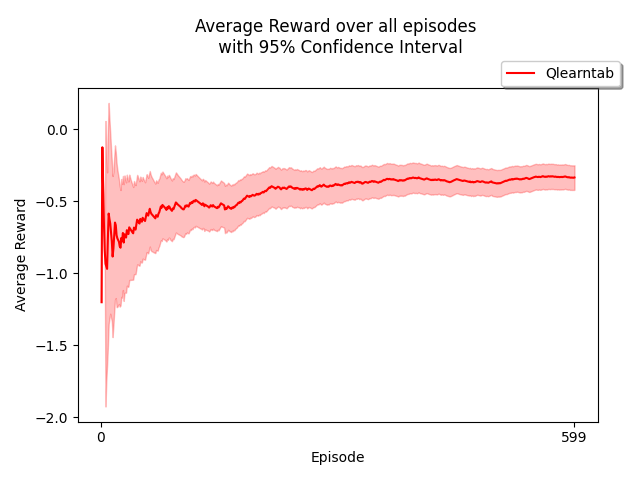 Average Reward over all episodes
with 95% Confidence Interval
Qlearntab
0.0
−0.5
−1.0
−1.5
−2.0
Average Reward
0
599
Episode